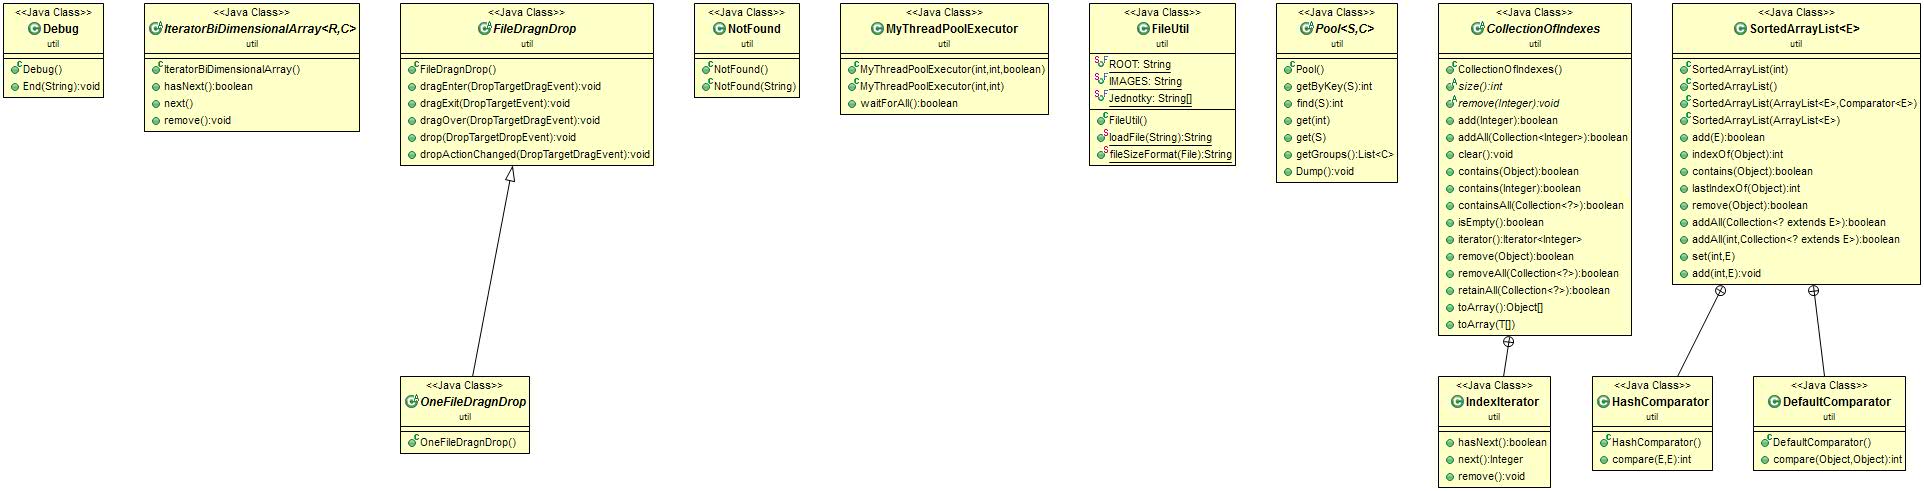 <<Java Class>>
Debug
util
Debug()
End(String):void
<<Java Class>>
IteratorBiDimensionalArray<R,C>
util
IteratorBiDimensionalArray()
hasNext():boolean
next()
remove():void
<<Java Class>>
FileDragnDrop
util
FileDragnDrop()
dragEnter(DropTargetDragEvent):void
dragExit(DropTargetEvent):void
dragOver(DropTargetDragEvent):void
drop(DropTargetDropEvent):void
dropActionChanged(DropTargetDragEvent):void
<<Java Class>>
NotFound
util
NotFound()
NotFound(String)
<<Java Class>>
MyThreadPoolExecutor
util
MyThreadPoolExecutor(int,int,boolean)
MyThreadPoolExecutor(int,int)
waitForAll():boolean
<<Java Class>>
FileUtil
util
ROOT: String
IMAGES: String
Jednotky: String[]
FileUtil()
loadFile(String):String
fileSizeFormat(File):String
<<Java Class>>
Pool<S,C>
util
Pool()
getByKey(S):int
find(S):int
get(int)
get(S)
getGroups():List<C>
Dump():void
<<Java Class>>
CollectionOfIndexes
util
CollectionOfIndexes()
size():int
remove(Integer):void
add(Integer):boolean
addAll(Collection<Integer>):boolean
clear():void
contains(Object):boolean
contains(Integer):boolean
containsAll(Collection<?>):boolean
isEmpty():boolean
iterator():Iterator<Integer>
remove(Object):boolean
removeAll(Collection<?>):boolean
retainAll(Collection<?>):boolean
toArray():Object[]
toArray(T[])
<<Java Class>>
SortedArrayList<E>
util
SortedArrayList(int)
SortedArrayList()
SortedArrayList(ArrayList<E>,Comparator<E>)
SortedArrayList(ArrayList<E>)
add(E):boolean
indexOf(Object):int
contains(Object):boolean
lastIndexOf(Object):int
remove(Object):boolean
addAll(Collection<? extends E>):boolean
addAll(int,Collection<? extends E>):boolean
set(int,E)
add(int,E):void
<<Java Class>>
OneFileDragnDrop
util
OneFileDragnDrop()
<<Java Class>>
IndexIterator
util
hasNext():boolean
next():Integer
remove():void
<<Java Class>>
HashComparator
util
HashComparator()
compare(E,E):int
<<Java Class>>
DefaultComparator
util
DefaultComparator()
compare(Object,Object):int